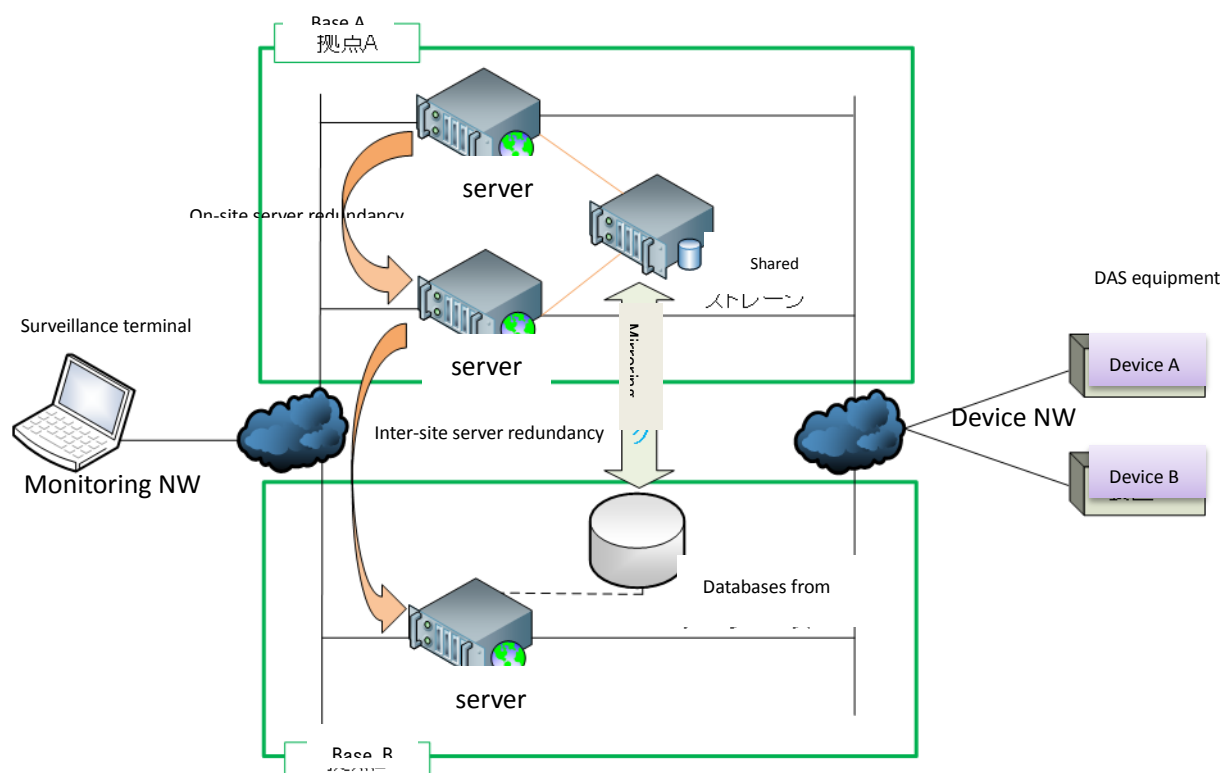 Base A
拠点A
server
On-site server redundancy
Shared
ストレーン
server
Mirroring
Surveillance terminal
DAS equipment
Device A
Device NW
Device B
Inter-site server redundancy
Monitoring NW
Databases from
server
Base B